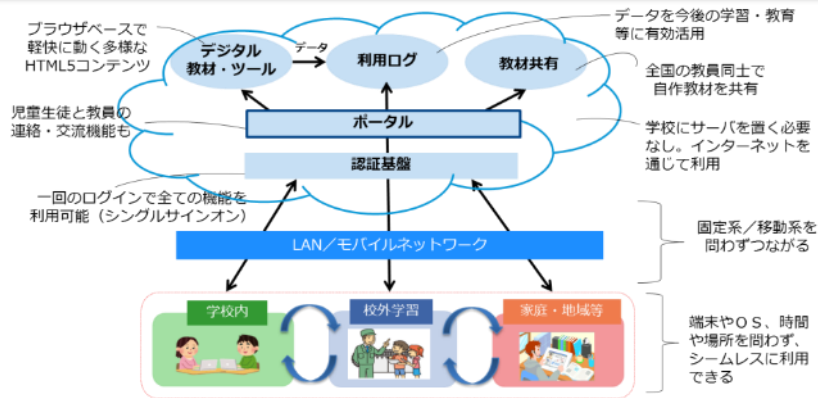 ブラウザベースで
軽快に動く多様な
HTML5コンテンツ
デジタル
教材・ツール
データ
利用ログ
教材共有
データを今後の学習・教育
等に有効活用
全国の教員同士で
自作教材を共有
児童生徒と教員の
連絡・交流機能も
ポータル
学校にサーバを置く必要
なし。インターネットを
通じて利用
認証基盤
一回のログインで全ての機能を
利用可能（シングルサインオン）
LAN／モバイルネットワーク
固定系／移動系を
問わずつながる
学校内
校外学習
家庭・地域等
端末やＯＳ、時間
や場所を問わず、
シームレスに利用
できる